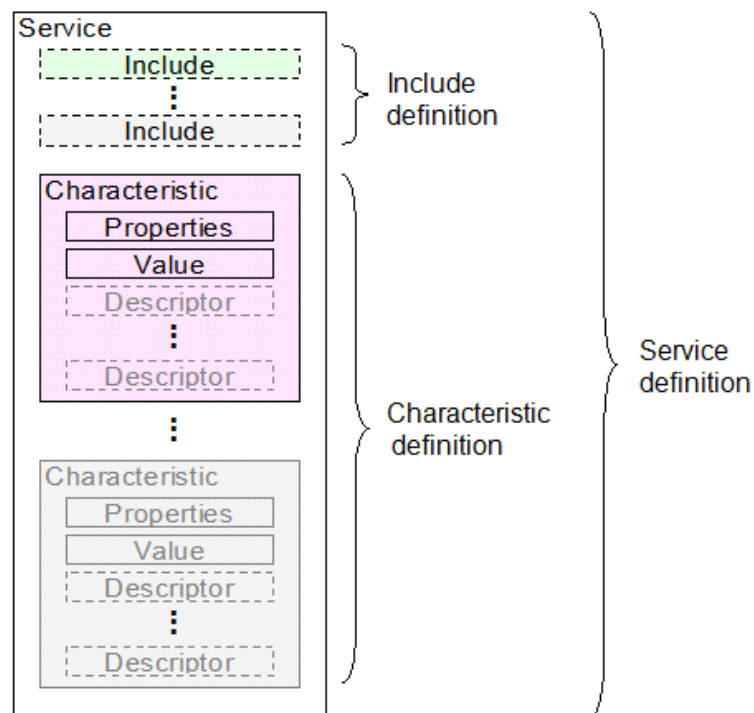 Service
Include
Include
Include
definition
Characteristic
Properties
Value
Descriptor
Descriptor
Characteristic
definition
Service
definition
Characteristic
Properties
Value
Descriptor
Descriptor